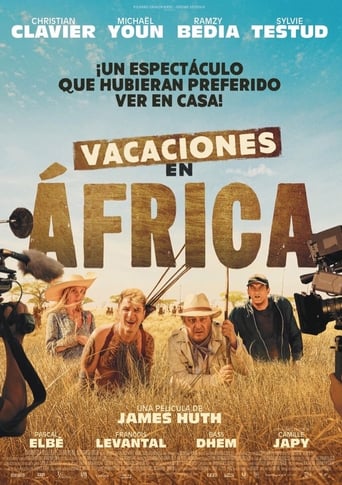 CHRISTIAN CLAVIER
MICHAËL YOUN
RAMZY BEDIA
SYLVIE TESTUD
¡UN ESPECTÁCULO
QUE HUBIERAN PREFERIDO
VER EN CASA!
VACACIONES
EN
ÁFRICA
UNA PELÍCULA DE
JAMES HUTH
PASCAL ELBÉ
FRANÇOIS LEVANTAL
BASS DHEM
CAMILLE JAPY